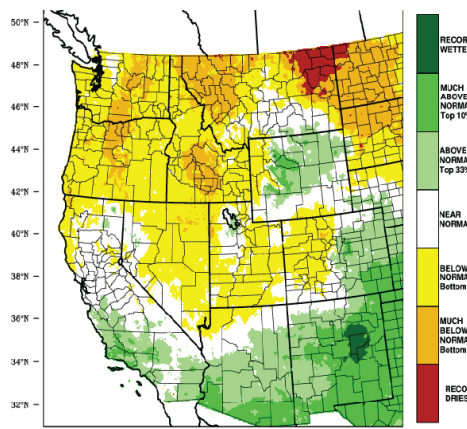 50°N
48°N
46°N
44°N
42°N
40°N
38°N
36°N
34°N
32°N
RECOR
WETTE
MUCH
ABOVE
NORMA
Top 10%
ABOVE
NORMA
Top 33%
NEAR
NORMA
BELOW
NORMA
Bottom
MUCH
BELOW
NORMA
Bottom
RECO
DRIES